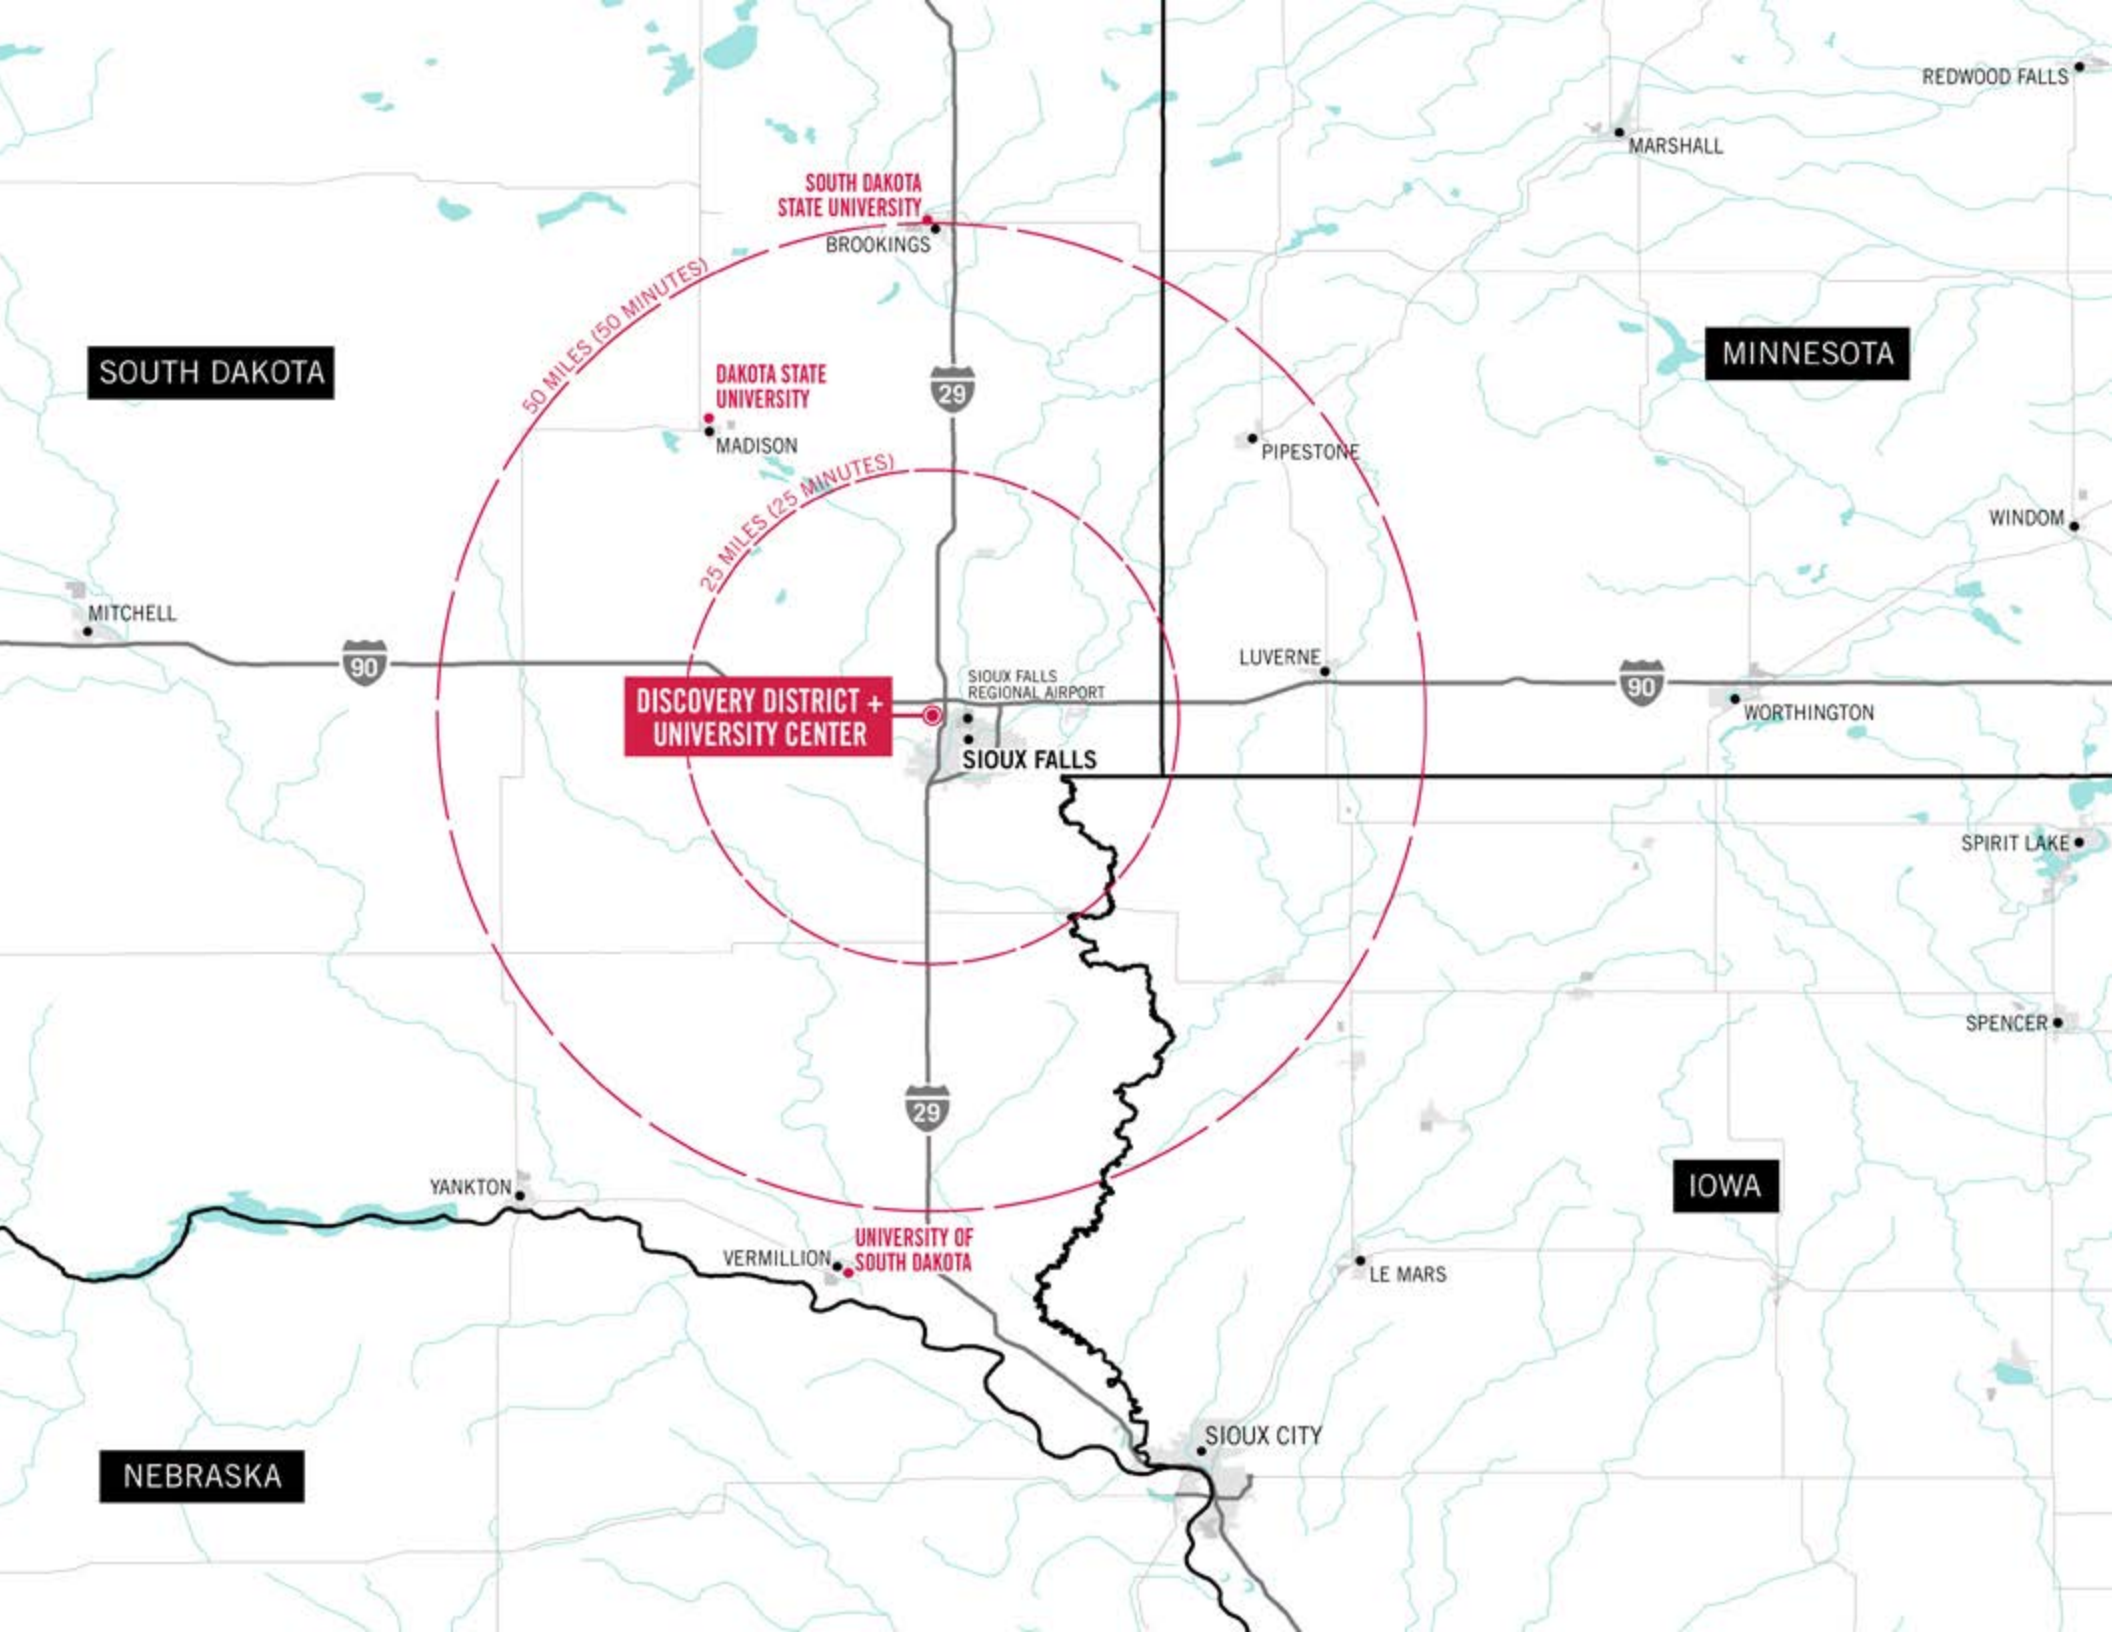 REDWOOD FALLS
MARSHALL
SOUTH DAKOTA
STATE UNIVERSITY
BROOKINGS
50 MILES (50 MINUTES)
SOUTH DAKOTA
MINNESOTA
DAKOTA STATE
UNIVERSITY
29
MADISON
PIPESTONE
25 MILES (25 MINUTES)
WINDOM
MITCHELL
90
LUVERNE
SIOUX FALLS
REGIONAL AIRPORT
90
DISCOVERY DISTRICT +
UNIVERSITY CENTER
WORTHINGTON
SIOUX FALLS
SPIRIT LAKE
SPENCER
29
YANKTON
IOWA
UNIVERSITY OF
SOUTH DAKOTA
VERMILLION
LE MARS
SIOUX CITY
NEBRASKA